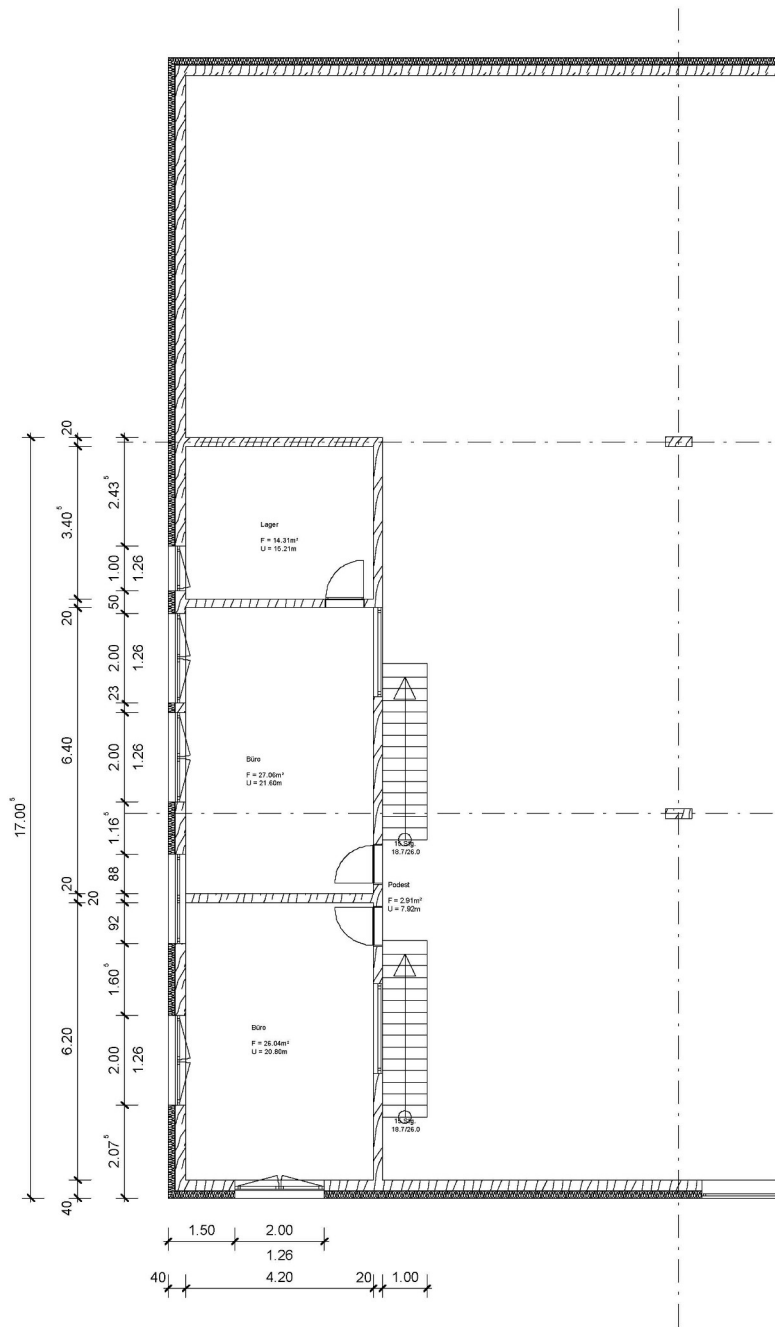 20
3.40⁵
20
6.40
20
6.20
40
17.00⁵
2.43⁵
1.00
1.26
50
2.00
1.26
23
2.00
1.26
1.16⁵
88
20
92
1.60⁵
2.00
1.26
2.07⁵
Lager
F = 14.31m²
U = 15.21m
Büro
F = 27.06m²
U = 21.60m
15 Stg.
18.7/26.0
Podest
F = 2.91m²
U = 7.92m
Büro
F = 26.04m²
U = 20.80m
15 Stg.
18.7/26.0
1.50
2.00
1.26
40
4.20
20
1.00